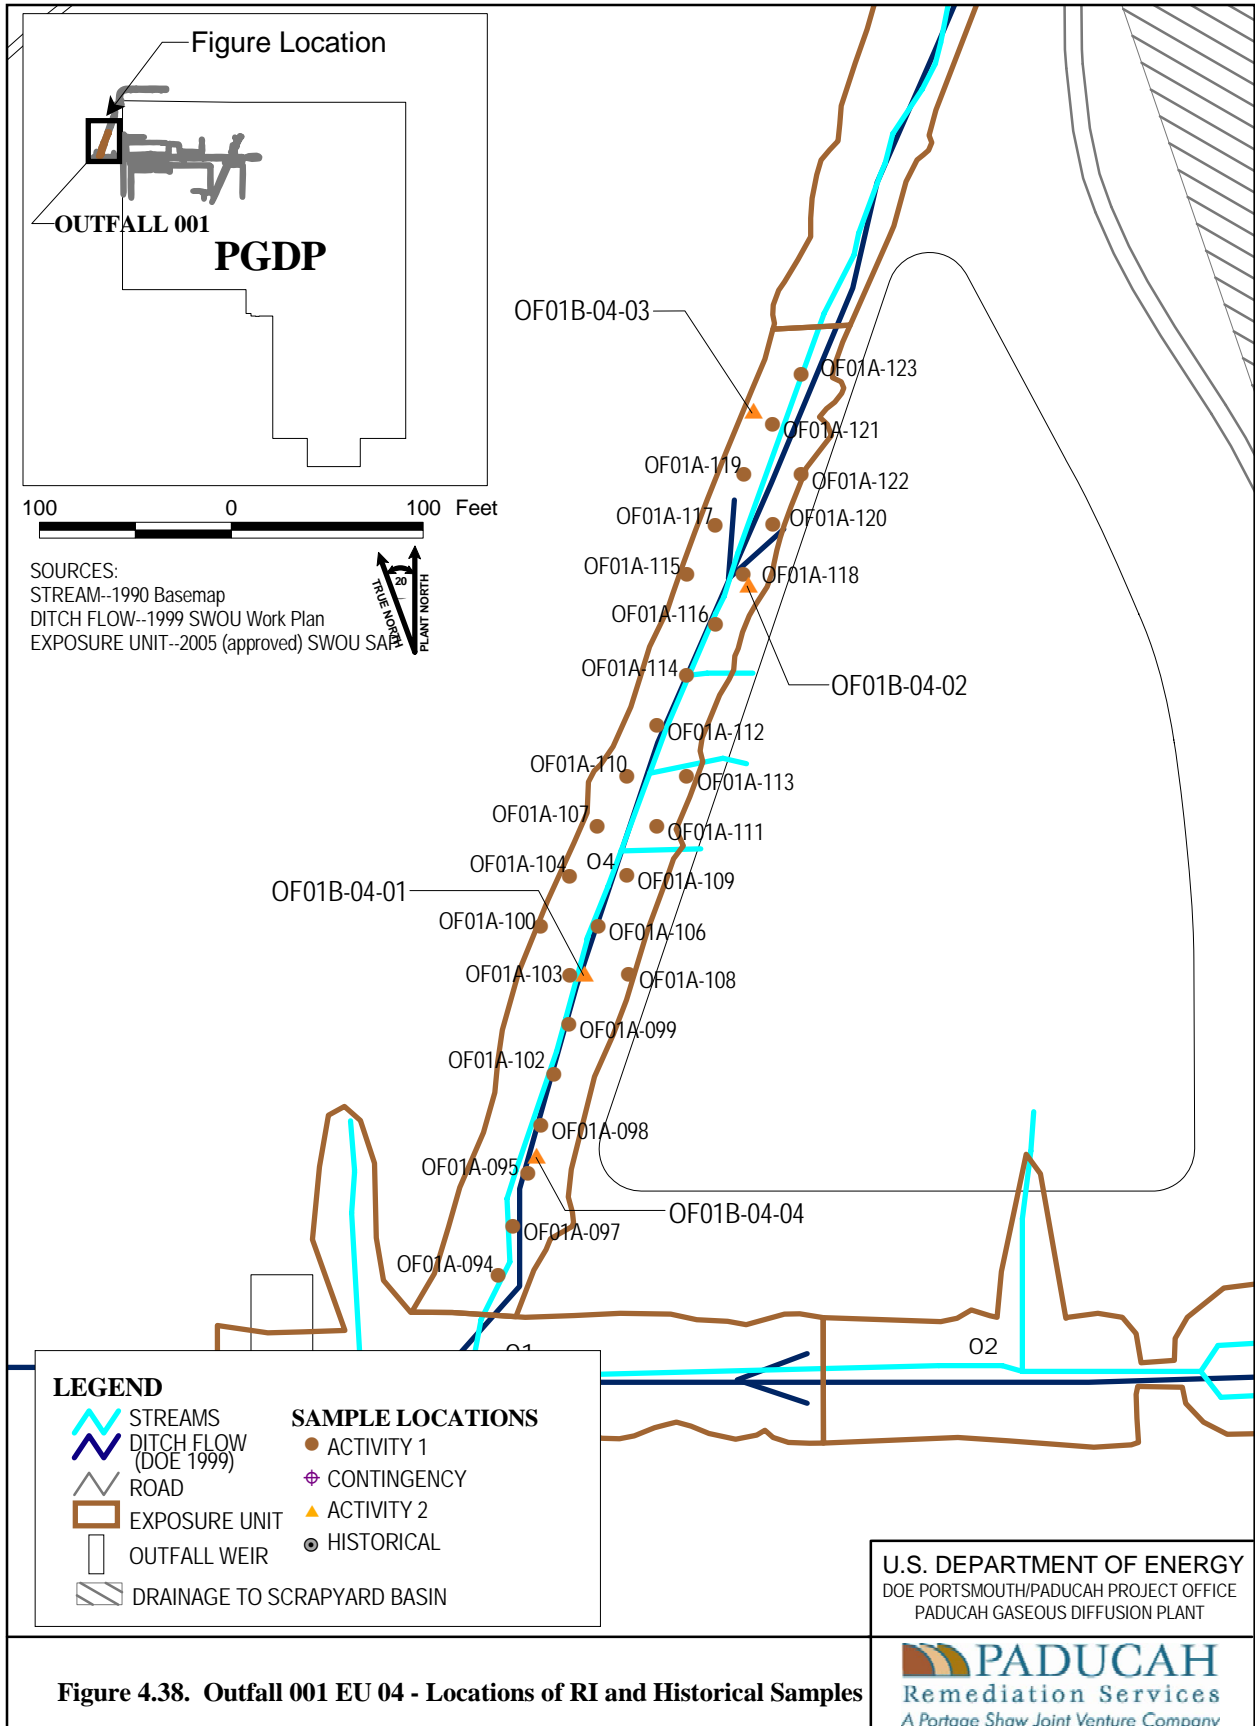 Figure Location
OUTFALL 001
PGDP
100 0 100 Feet
SOURCES:
STREAM--1990 Basemap
DITCH FLOW--1999 SWOU Work Plan
EXPOSURE UNIT--2005 (approved) SWOU SAP
20
TRUE NORTH
PLANT NORTH
OF01B-04-03
OF01A-123
OF01A-121
OF01A-119
OF01A-122
OF01A-117
OF01A-120
OF01A-115
OF01A-118
OF01A-116
OF01A-114
OF01B-04-02
OF01A-112
OF01A-110
OF01A-113
OF01A-107
OF01A-111
OF01A-104
04
OF01A-109
OF01B-04-01
OF01A-100
OF01A-106
OF01A-103
OF01A-108
OF01A-099
OF01A-102
OF01A-098
OF01A-095
OF01B-04-04
OF01A-097
OF01A-094
01
02
LEGEND
STREAMS
DITCH FLOW
(DOE 1999)
ROAD
EXPOSURE UNIT
OUTFALL WEIR
DRAINAGE TO SCRAPYARD BASIN
SAMPLE LOCATIONS
ACTIVITY 1
CONTINGENCY
ACTIVITY 2
HISTORICAL
U.S. DEPARTMENT OF ENERGY
DOE PORTSMOUTH/PADUCAH PROJECT OFFICE
PADUCAH GASEOUS DIFFUSION PLANT
Figure 4.38. Outfall 001 EU 04 - Locations of RI and Historical Samples
PADUCAH
Remediation Services
A Portage Shaw Joint Venture Company